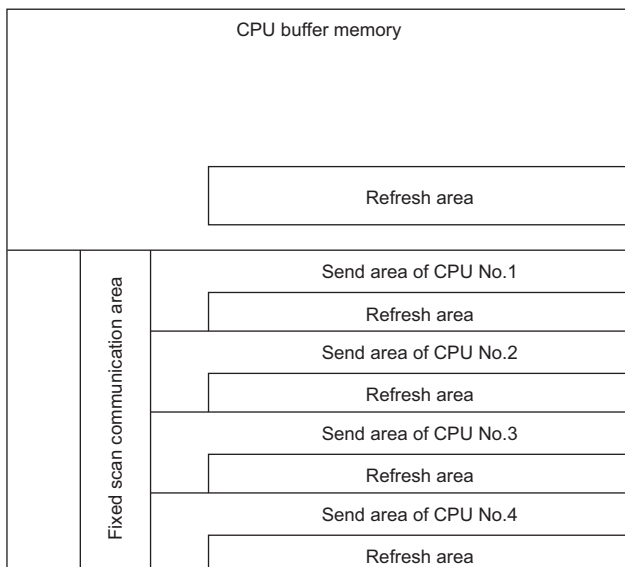 CPU buffer memory
Refresh area
Fixed scan communication area
Send area of CPU No.1
Refresh area
Send area of CPU No.2
Refresh area
Send area of CPU No.3
Refresh area
Send area of CPU No.4
Refresh area